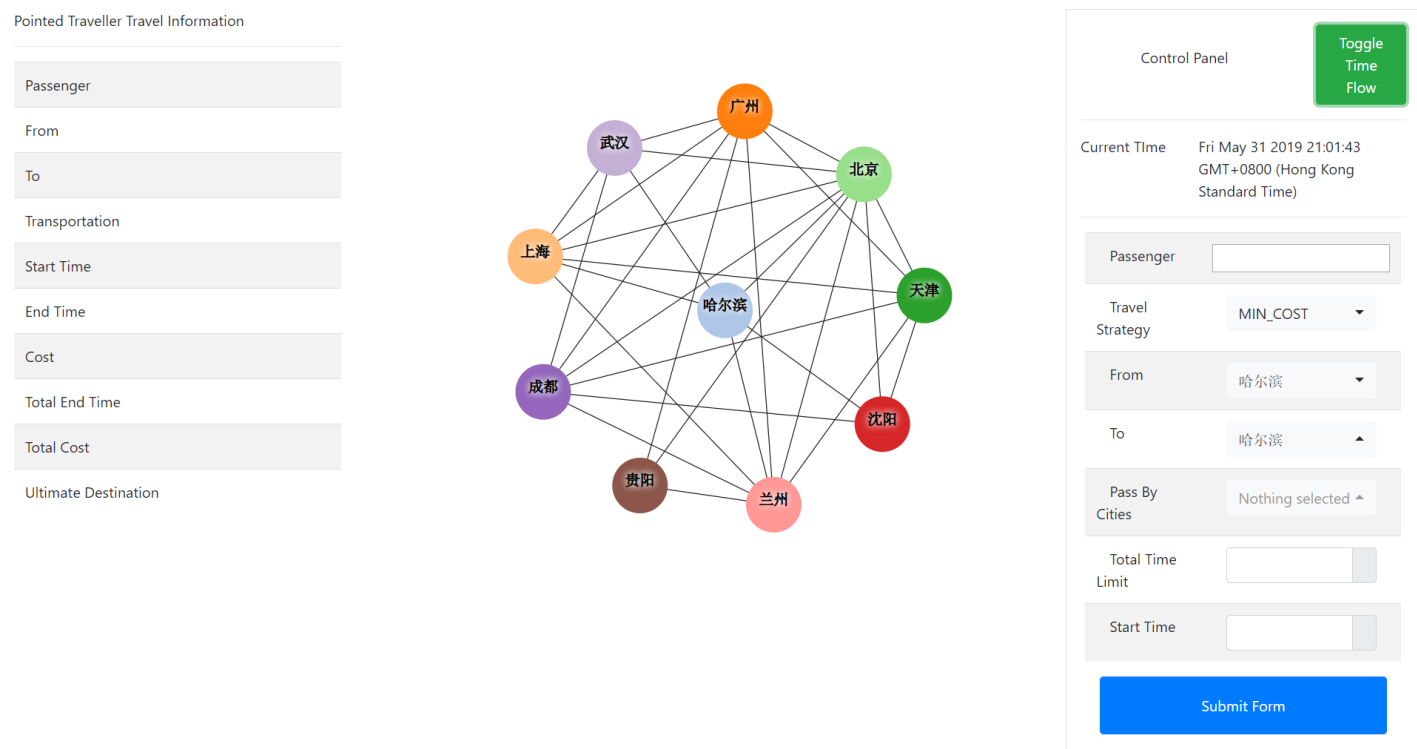 Pointed Traveller Travel Information
Passenger
From
To
Transportation
Start Time
End Time
Cost
Total End Time
Total Cost
Ultimate Destination
广州
武汉
北京
上海
天津
哈尔滨
成都
沈阳
贵阳
兰州
Control Panel
Toggle
Time
Flow
Current TIme
Fri May 31 2019 21:01:43
GMT+0800 (Hong Kong
Standard Time)
Passenger
Travel
Strategy
MIN_COST
From
哈尔滨
To
哈尔滨
Pass By
Cities
Nothing selected
Total Time
Limit
Start Time
Submit Form